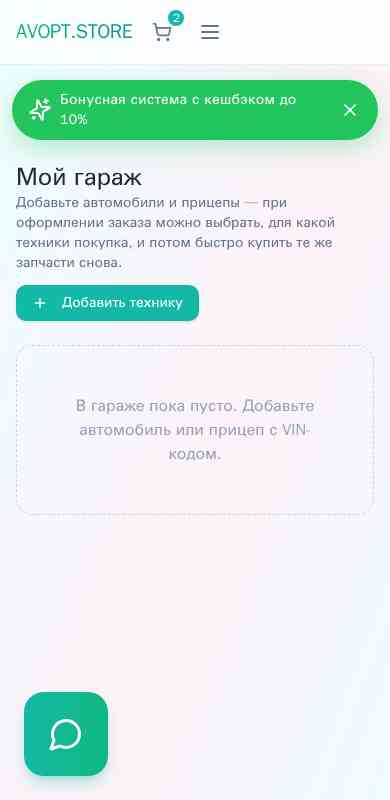 AVOPT.STORE
2
Бонусная система с кешбэком до
10%
Мой гараж
Добавьте автомобили и прицепы — при
оформлении заказа можно выбрать, для какой
техники покупка, и потом быстро купить те же
запчасти снова.
+ Добавить технику
В гараже пока пусто. Добавьте
автомобиль или прицеп с VIN-
кодом.